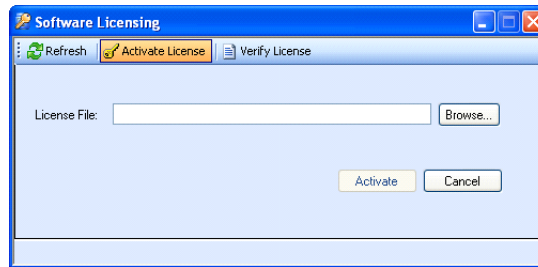 Software Licensing
Refresh Activate License Verify License
License File: Browse...
Activate Cancel